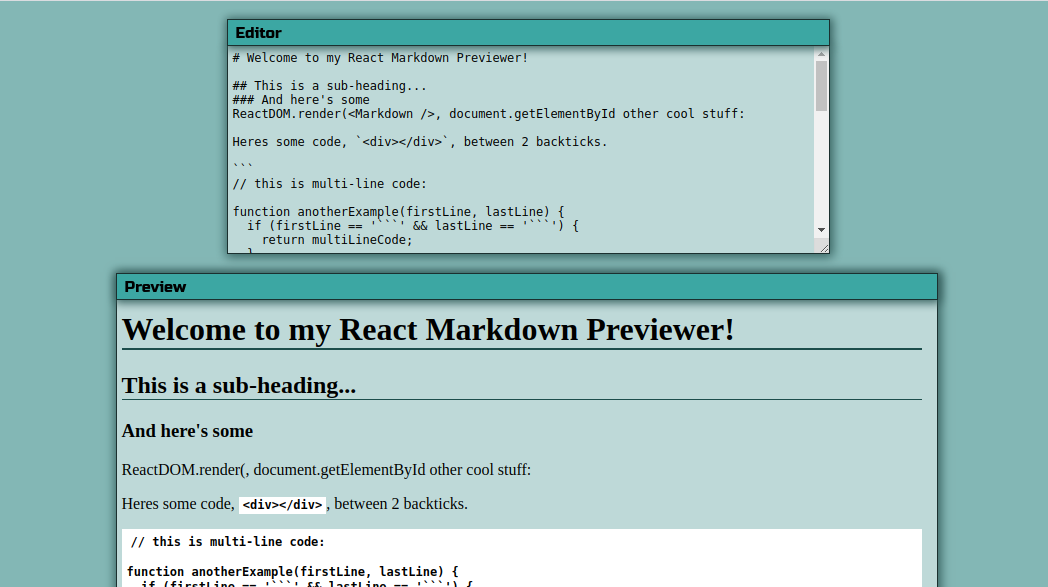 Editor
# Welcome to my React Markdown Previewer!
## This is a sub-heading...
### And here's some
ReactDOM.render(<Markdown />, document.getElementById other cool stuff:
Heres some code, `<div></div>`, between 2 backticks.
```
// this is multi-line code:
function anotherExample(firstLine, lastLine) {
  if (firstLine == '```' && lastLine == '```') {
    return multiLineCode;
  }
Preview
Welcome to my React Markdown Previewer!
This is a sub-heading...
And here's some
ReactDOM.render(, document.getElementById other cool stuff:
Heres some code, <div></div>, between 2 backticks.
// this is multi-line code:
function anotherExample(firstLine, lastLine) {
  if (firstLine == '```' && lastLine == '```') {